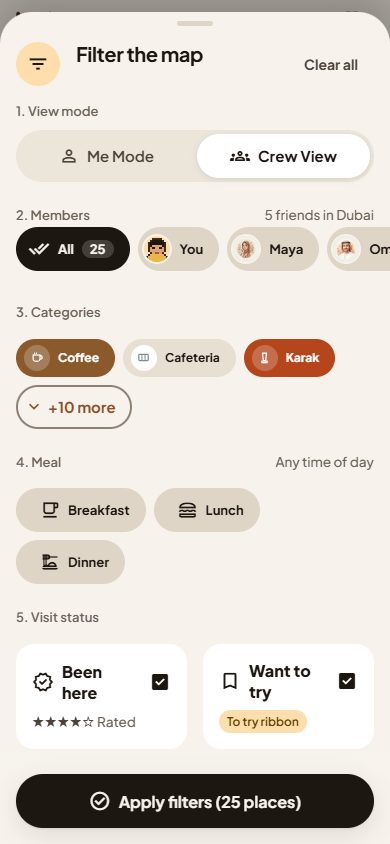 Filter the map
Clear all
1. View mode
Me Mode
Crew View
2. Members
5 friends in Dubai
All 25
You
Maya
Om
3. Categories
Coffee
Cafeteria
Karak
+10 more
4. Meal
Any time of day
Breakfast
Lunch
Dinner
5. Visit status
Been
here
★★★★☆ Rated
Want to
try
To try ribbon
Apply filters (25 places)